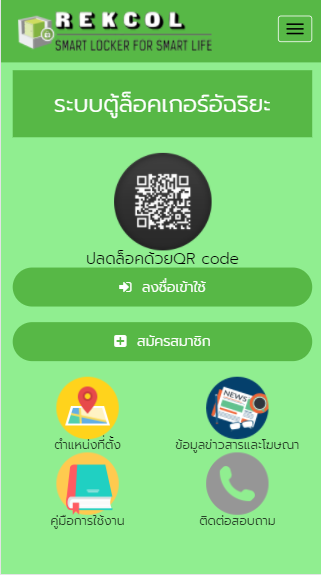 REKCOL
SMART LOCKER FOR SMART LIFE
ระบบตู้ล็อคเกอร์อัฉริยะ
ปลดล็อคด้วยQR code
ลงชื่อเข้าใช้
สมัครสมาชิก
ตำแหน่งที่ตั้ง
NEWS
ข้อมูลข่าวสารและโฆษณา
คู่มือการใช้งาน
ติดต่อสอบถาม